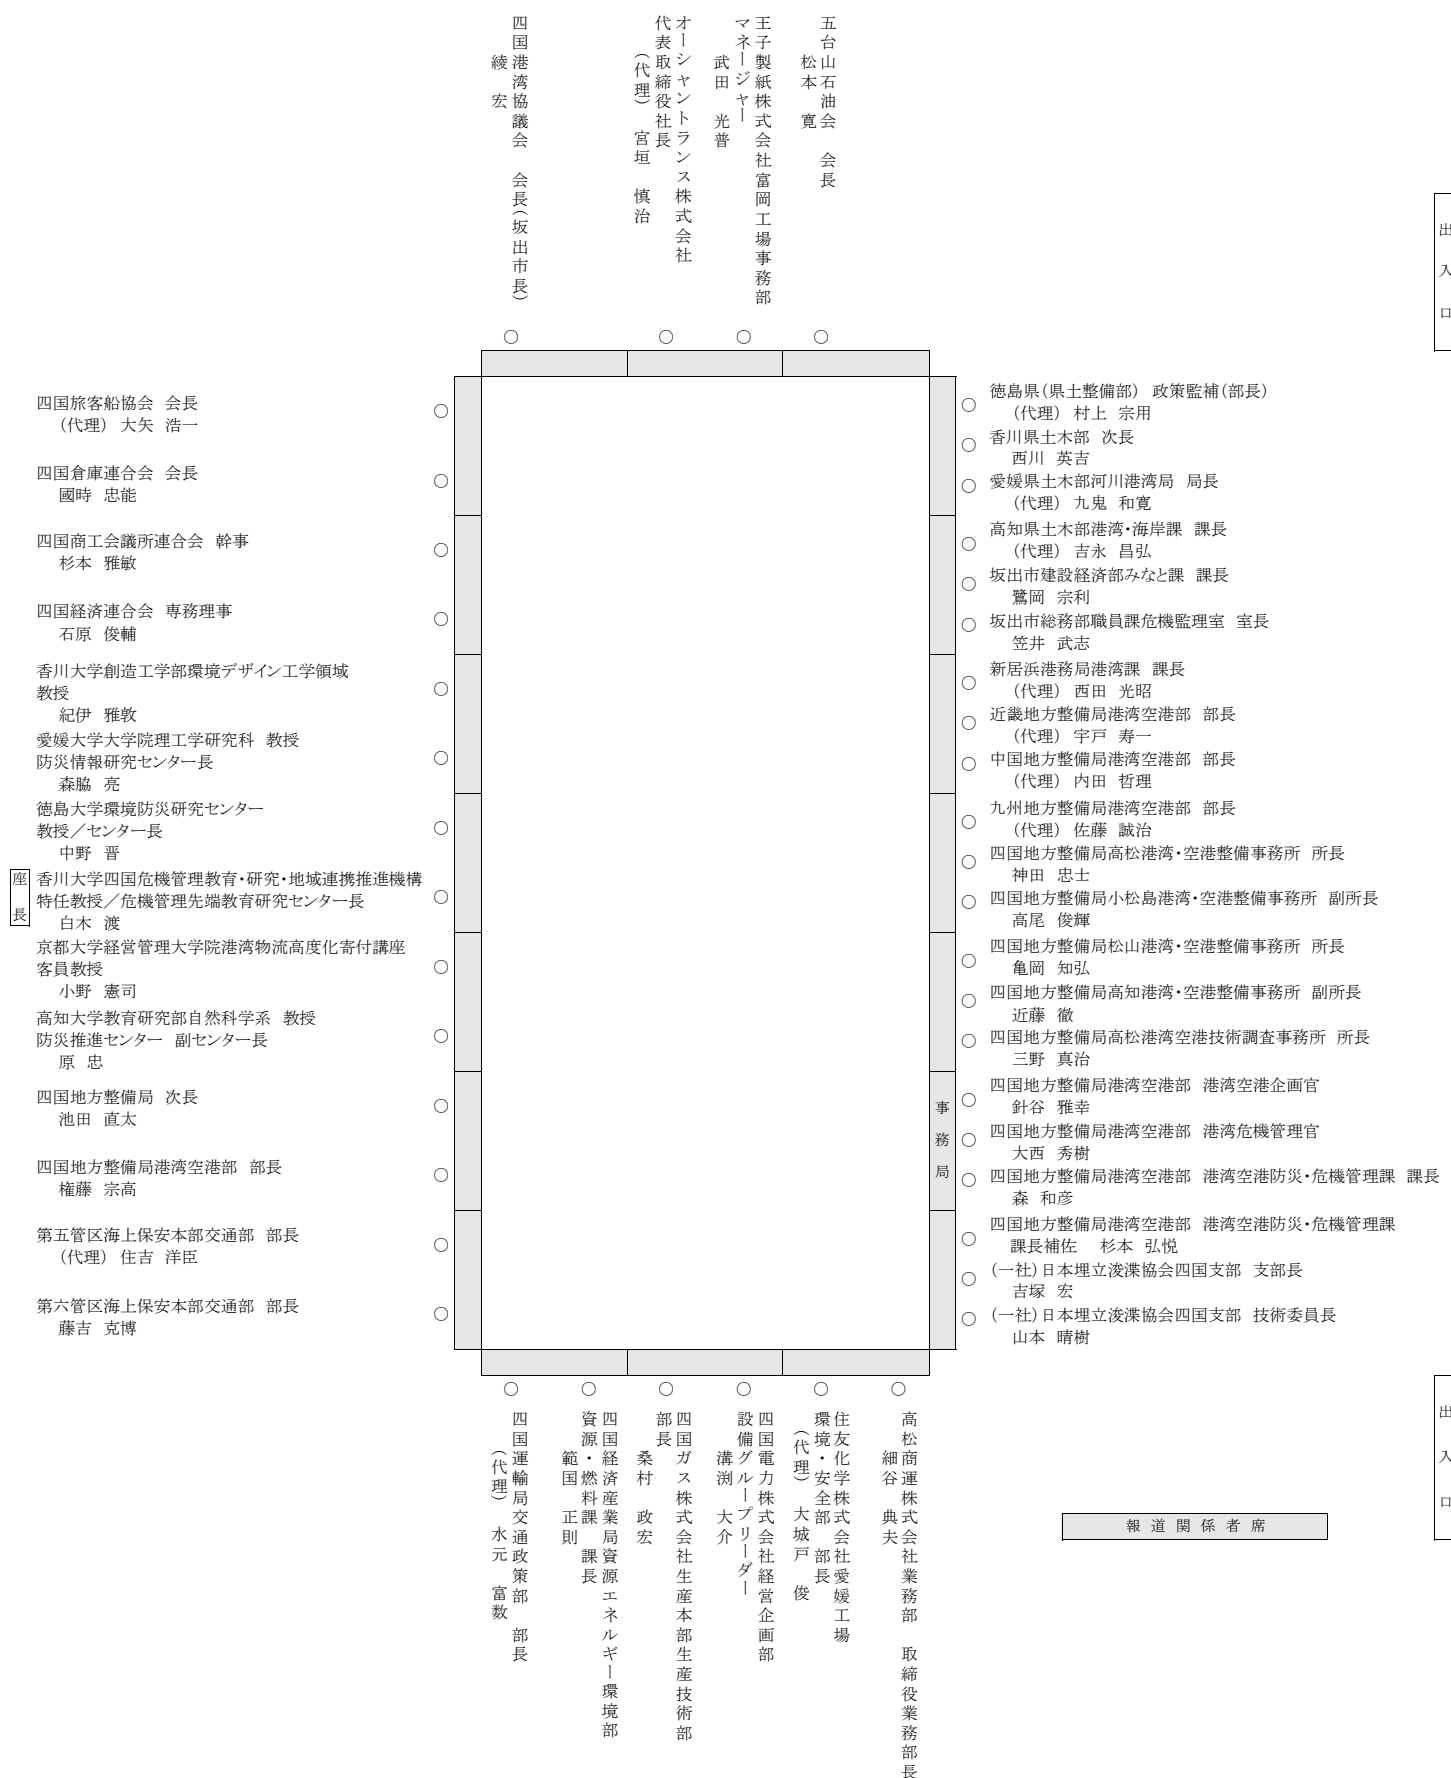 五台山石油会　会長
松本　寛
王子製紙株式会社富岡工場事務部
マネージャー
武田　光普
オーシャントランス株式会社
代表取締役社長
（代理）　宮垣　慎治
四国港湾協議会　会長（坂出市長）
綾　宏
出入口
四国旅客船協会　会長
（代理）　大矢　浩一
四国倉庫連合会　会長
國時　忠能
四国商工会議所連合会　幹事
杉本　雅敏
四国経済連合会　専務理事
石原　俊輔
香川大学創造工学部環境デザイン工学領域
教授
紀伊　雅敦
愛媛大学大学院理工学研究科　教授
防災情報研究センター長
森脇　亮
徳島大学環境防災研究センター
教授／センター長
中野　晋
座長
香川大学四国危機管理教育・研究・地域連携推進機構
特任教授／危機管理先端教育研究センター長
白木　渡
京都大学経営管理大学院港湾物流高度化寄付講座
客員教授
小野　憲司
高知大学教育研究部自然科学系　教授
防災推進センター　副センター長
原　忠
四国地方整備局　次長
池田　直太
四国地方整備局港湾空港部　部長
権藤　宗高
第五管区海上保安本部交通部　部長
（代理）　住吉　洋臣
第六管区海上保安本部交通部　部長
藤吉　克博
徳島県（県土整備部）　政策監補（部長）
（代理）　村上　宗用
香川県土木部　次長
西川　英吉
愛媛県土木部河川港湾局　局長
（代理）　九鬼　和寛
高知県土木部港湾・海岸課　課長
（代理）　吉永　昌弘
坂出市建設経済部みなと課　課長
鷺岡　宗利
坂出市総務部職員課危機監理室　室長
笠井　武志
新居浜港務局港湾課　課長
（代理）　西田　光昭
近畿地方整備局港湾空港部　部長
（代理）　宇戸　寿一
中国地方整備局港湾空港部　部長
（代理）　内田　哲理
九州地方整備局港湾空港部　部長
（代理）　佐藤　誠治
四国地方整備局高松港湾・空港整備事務所　所長
神田　忠士
四国地方整備局小松島港湾・空港整備事務所　副所長
高尾　俊輝
四国地方整備局松山港湾・空港整備事務所　所長
亀岡　知弘
四国地方整備局高知港湾・空港整備事務所　副所長
近藤　徹
四国地方整備局高松港湾空港技術調査事務所　所長
三野　真治
事務局
四国地方整備局港湾空港部　港湾空港企画官
針谷　雅幸
四国地方整備局港湾空港部　港湾危機管理官
大西　秀樹
四国地方整備局港湾空港部　港湾空港防災・危機管理課　課長
森　和彦
四国地方整備局港湾空港部　港湾空港防災・危機管理課
課長補佐　杉本　弘悦
（一社）日本埋立浚渫協会四国支部　支部長
吉塚　宏
（一社）日本埋立浚渫協会四国支部　技術委員長
山本　晴樹
高松商運株式会社業務部　取締役業務部長
細谷　典夫
住友化学株式会社愛媛工場
環境・安全部　部長
（代理）　大城戸　俊
四国電力株式会社経営企画部
設備グループリーダー
溝渕　大介
四国ガス株式会社生産本部生産技術部
部長
桑村　政宏
四国経済産業局資源エネルギー環境部
資源・燃料課　課長
範国　正則
四国運輸局交通政策部　部長
（代理）　水元　富数
出入口
報道関係者席